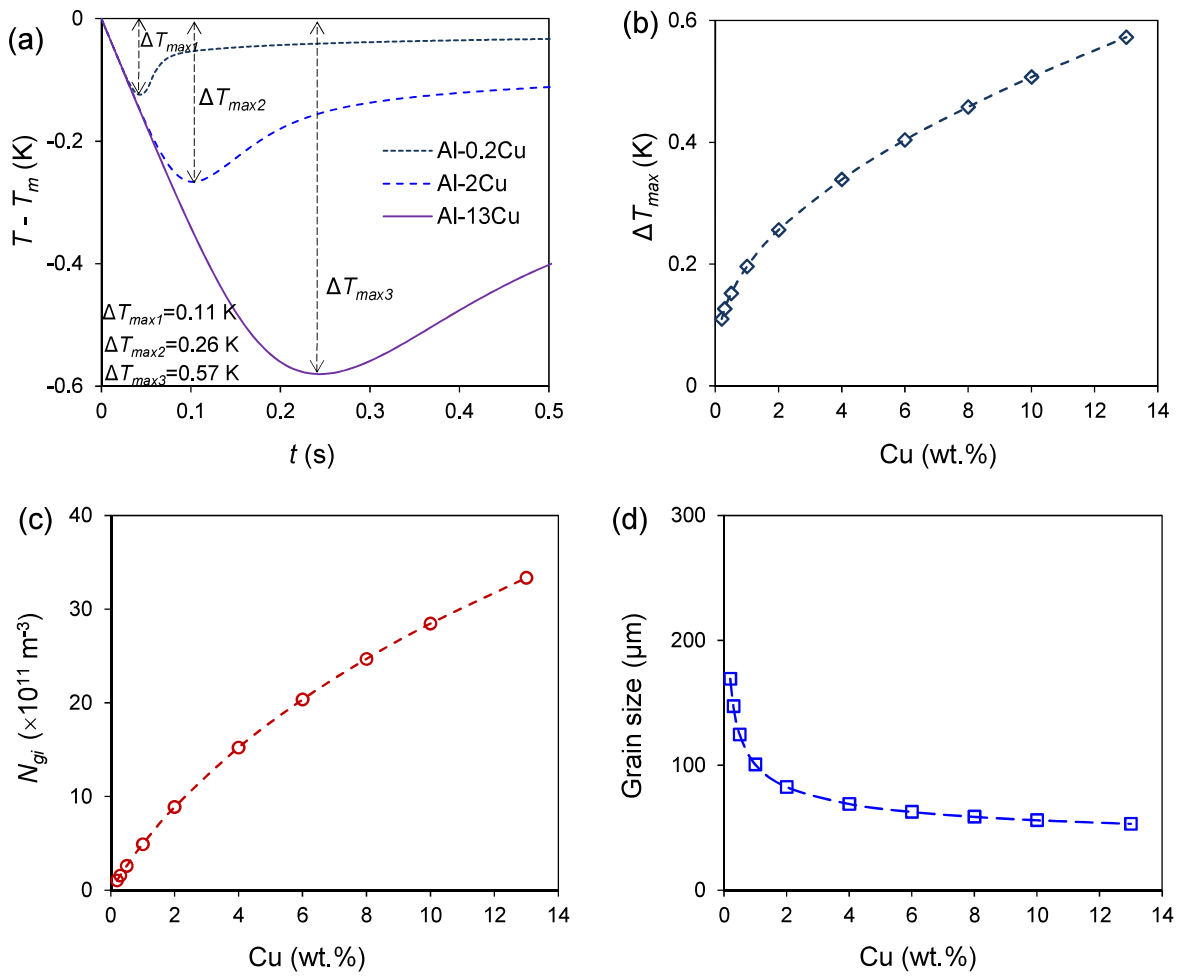 (a)
0
-0.2
-0.4
-0.6
T - Tm (K)
ΔTmax1
ΔTmax2
ΔTmax3
Al-0.2Cu
Al-2Cu
Al-13Cu
ΔTmax1=0.11 K
ΔTmax2=0.26 K
ΔTmax3=0.57 K
0 0.1 0.2 0.3 0.4 0.5
t (s)
(b)
0.6
0.4
0.2
0
ΔTmax (K)
0 2 4 6 8 10 12 14
Cu (wt.%)
(c)
40
30
20
10
0
Ngi (×10¹¹ m⁻³)
0 2 4 6 8 10 12 14
Cu (wt.%)
(d)
300
200
100
0
Grain size (µm)
0 2 4 6 8 10 12 14
Cu (wt.%)